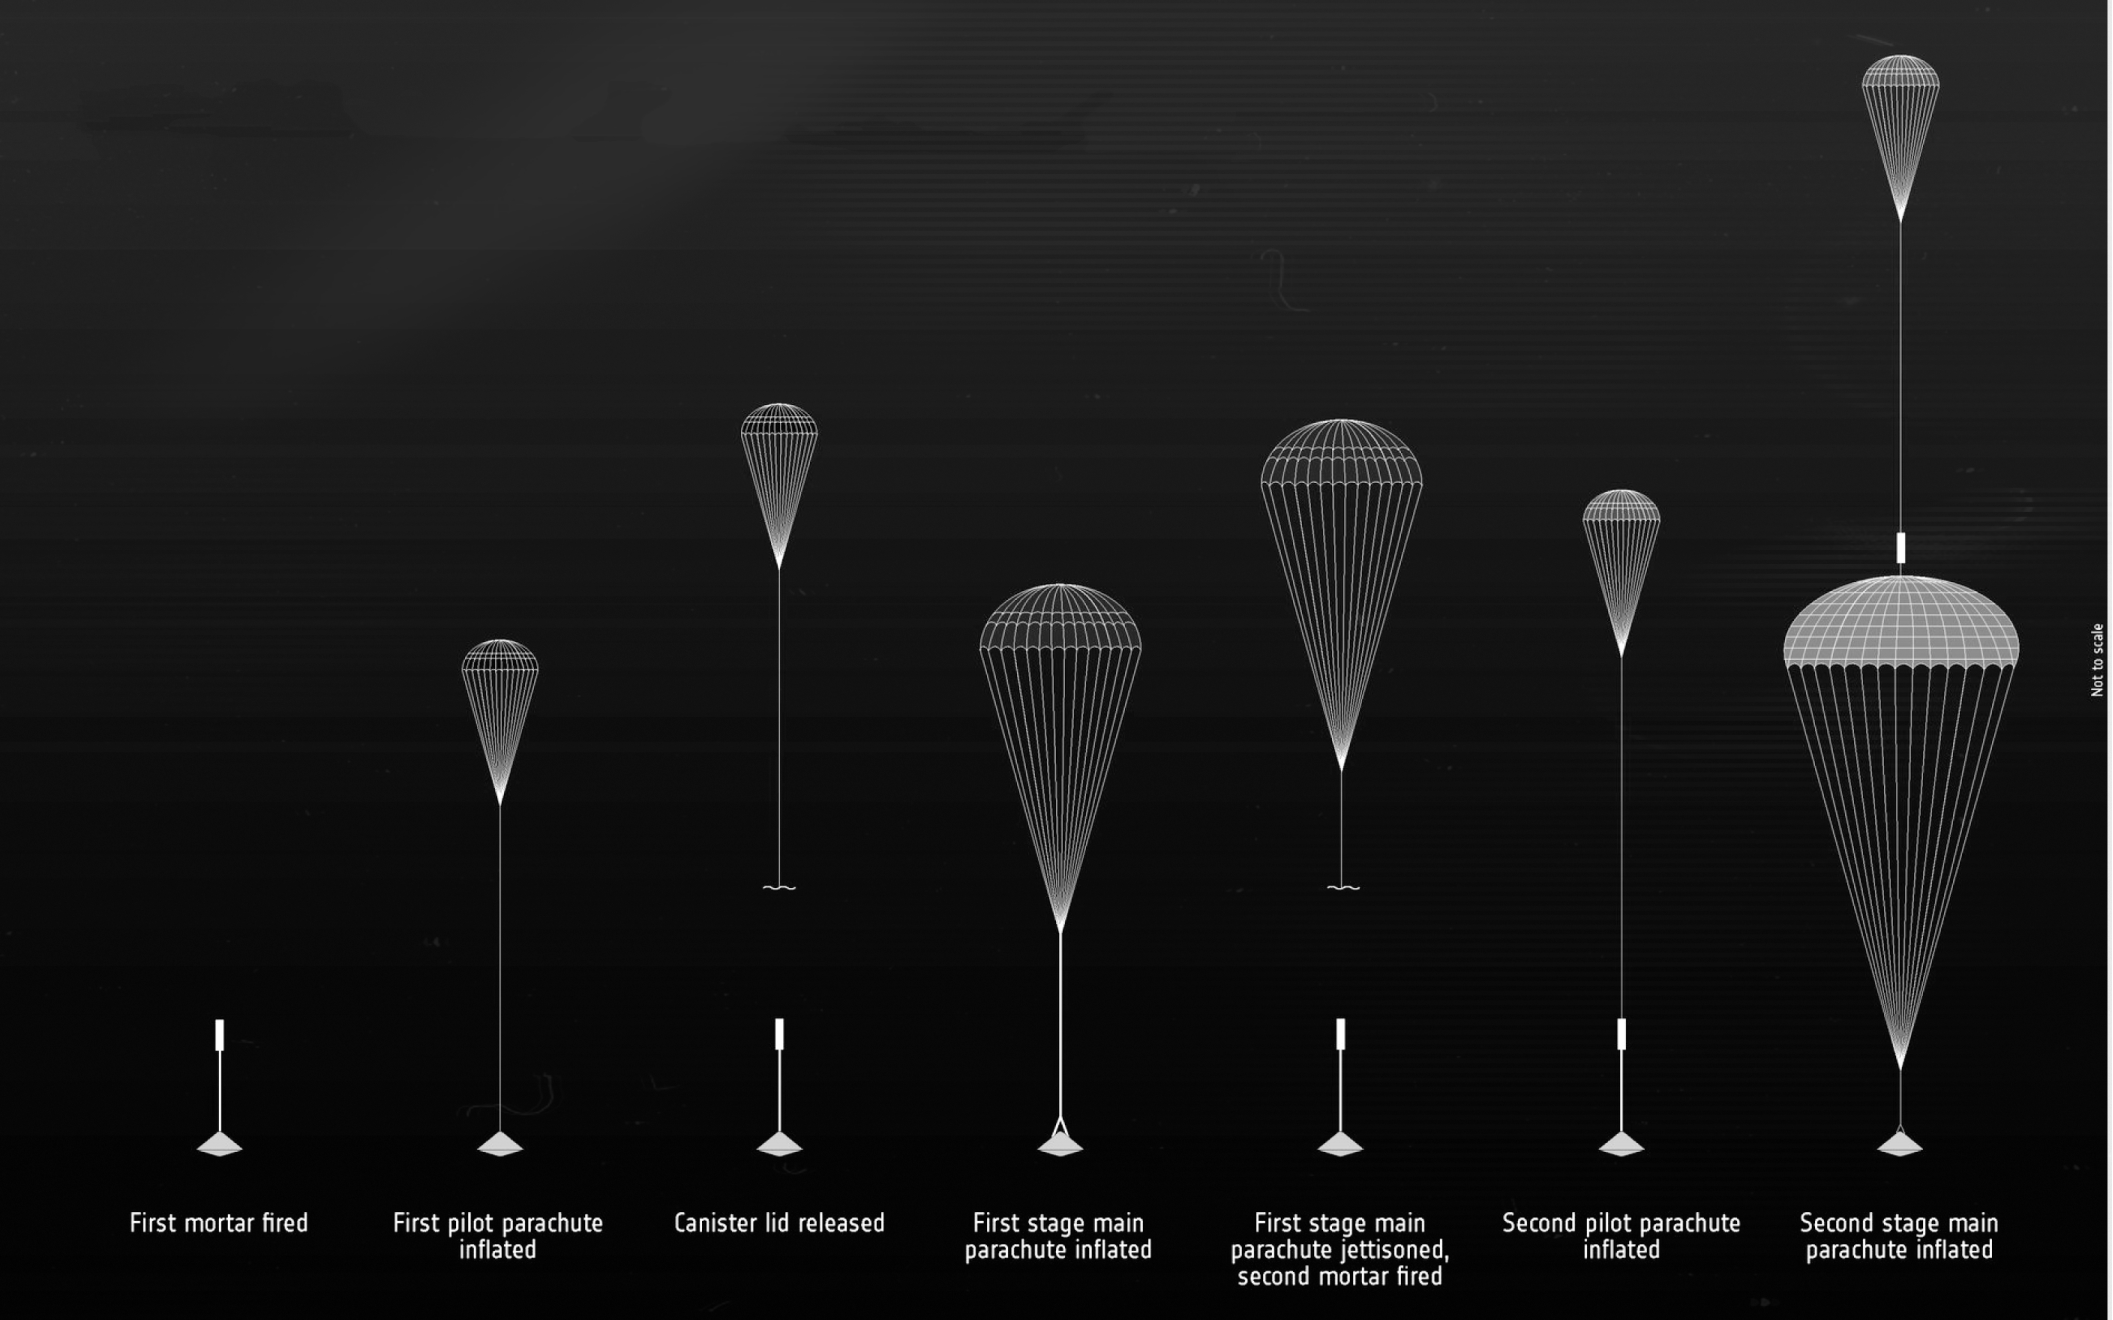 First mortar fired
First pilot parachute
inflated
Canister lid released
First stage main
parachute inflated
First stage main
parachute jettisoned,
second mortar fired
Second pilot parachute
inflated
Second stage main
parachute inflated
Not to scale